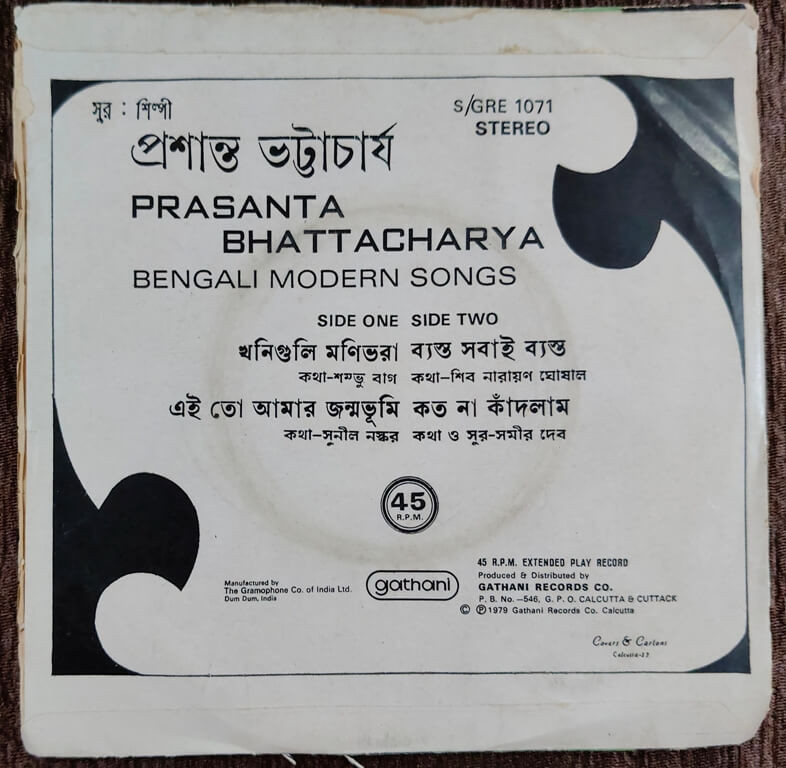 সুর : শিল্পী
S/GRE 1071
STEREO
প্রশান্ত ভট্টাচার্য
PRASANTA
BHATTACHARYA
BENGALI MODERN SONGS
SIDE ONE SIDE TWO
খনিগুলি মণিভরা ব্যস্ত সবাই ব্যস্ত
কথা-শম্ভু বাগ কথা-শিব নারায়ণ ঘোষাল
এই তো আমার জন্মভূমি কত না কাঁদলাম
কথা-সুনীল নস্কর কথা ও সুর-সমীর দেব
45
R.P.M.
Manufactured by
The Gramophone Co. of India Ltd.
Dum Dum, India
gathani
45 R.P.M. EXTENDED PLAY RECORD
Produced & Distributed by
GATHANI RECORDS CO.
P. B. No.-546, G. P. O. CALCUTTA & CUTTACK
© ℗ 1979 Gathani Records Co. Calcutta
Covers & Cartons